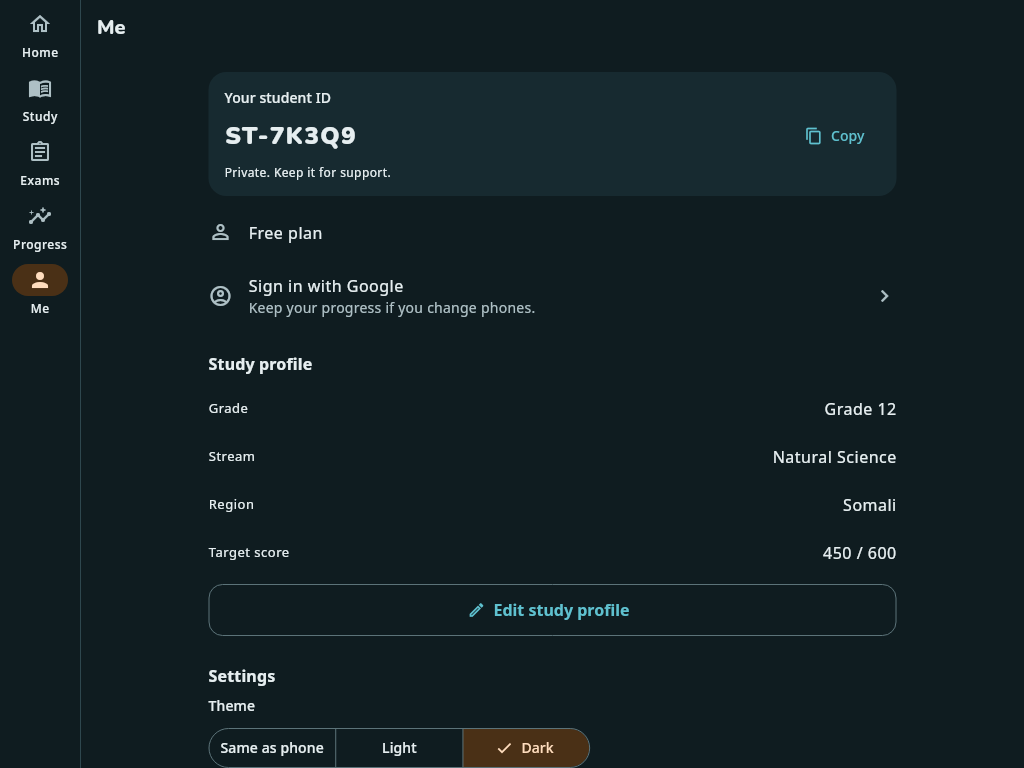 Me
Home
Study
Exams
Progress
Me
Your student ID
ST-7K3Q9
Copy
Private. Keep it for support.
Free plan
Sign in with Google
Keep your progress if you change phones.
Study profile
Grade
Grade 12
Stream
Natural Science
Region
Somali
Target score
450 / 600
Edit study profile
Settings
Theme
Same as phone
Light
Dark